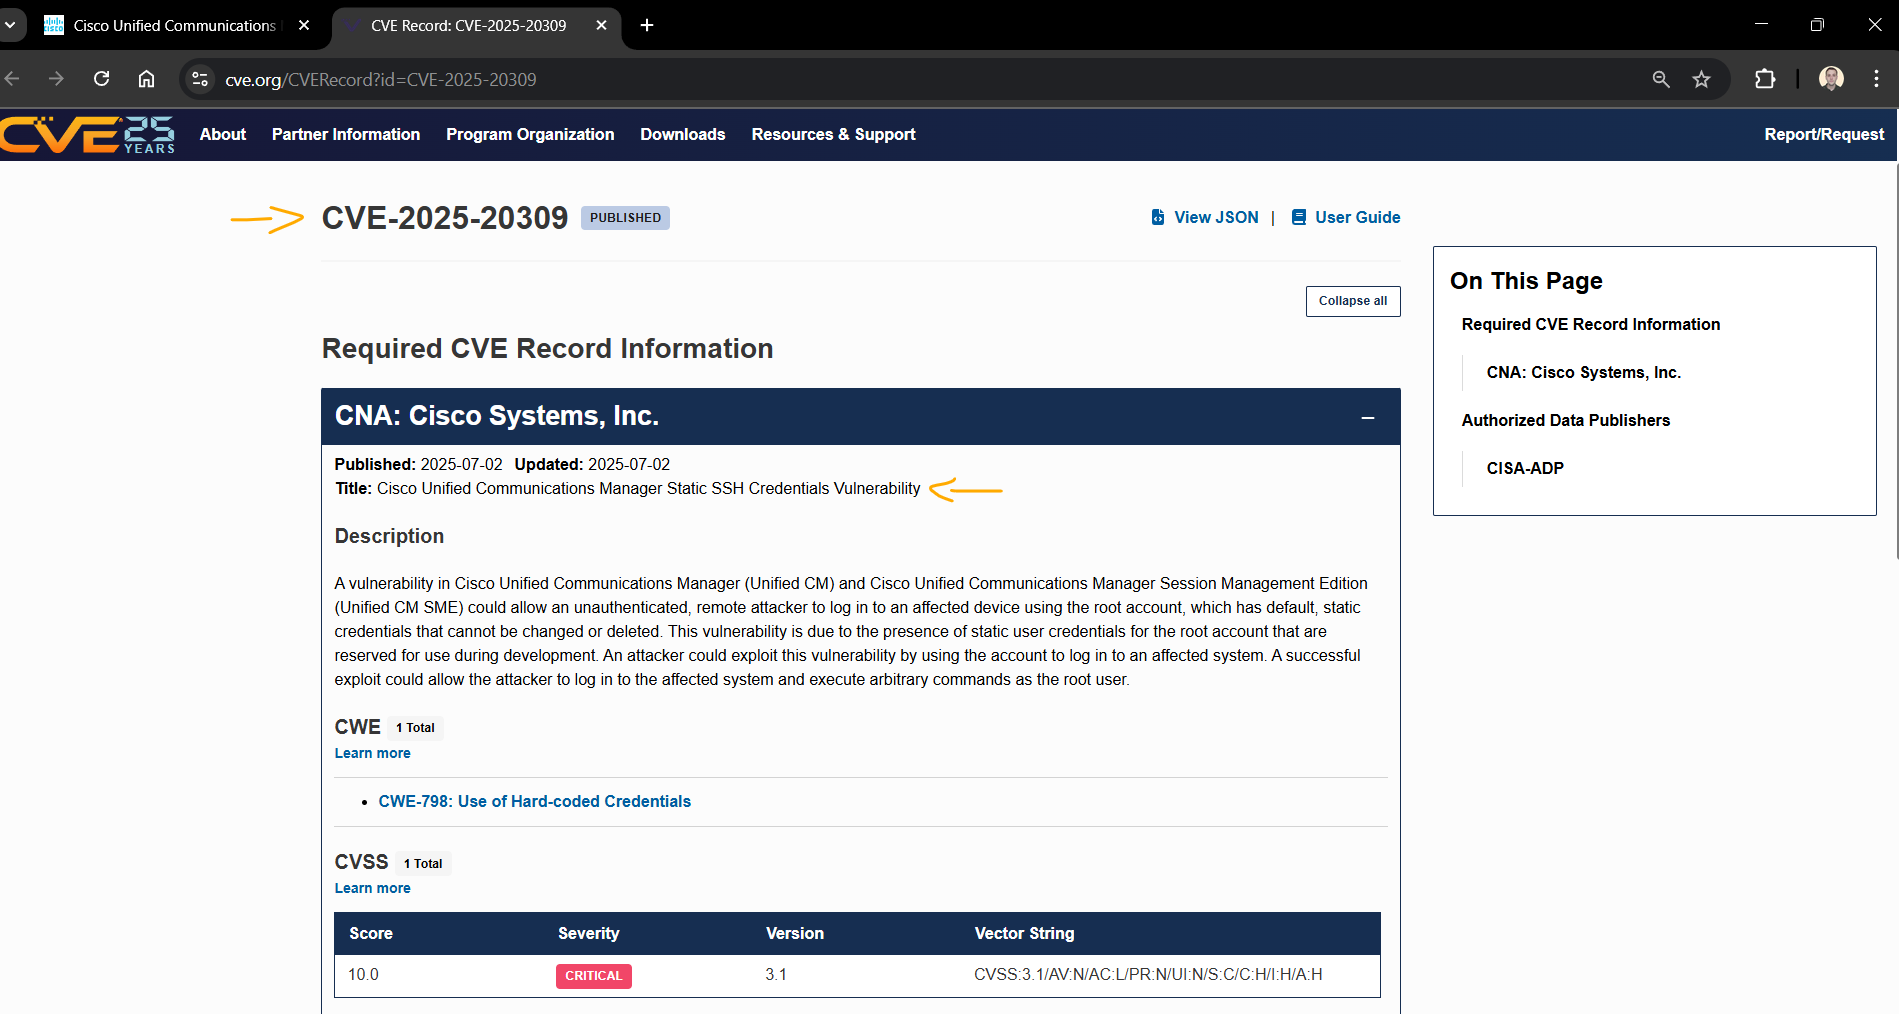 Cisco Unified Communications
CVE Record: CVE-2025-20309
cve.org/CVERecord?id=CVE-2025-20309
CVE 25 YEARS
About
Partner Information
Program Organization
Downloads
Resources & Support
Report/Request
CVE-2025-20309 PUBLISHED
View JSON | User Guide
Collapse all
Required CVE Record Information
CNA: Cisco Systems, Inc.
Published: 2025-07-02 Updated: 2025-07-02
Title: Cisco Unified Communications Manager Static SSH Credentials Vulnerability
Description
A vulnerability in Cisco Unified Communications Manager (Unified CM) and Cisco Unified Communications Manager Session Management Edition
(Unified CM SME) could allow an unauthenticated, remote attacker to log in to an affected device using the root account, which has default, static
credentials that cannot be changed or deleted. This vulnerability is due to the presence of static user credentials for the root account that are
reserved for use during development. An attacker could exploit this vulnerability by using the account to log in to an affected system. A successful
exploit could allow the attacker to log in to the affected system and execute arbitrary commands as the root user.
CWE 1 Total
Learn more
CWE-798: Use of Hard-coded Credentials
CVSS 1 Total
Learn more
Score Severity Version Vector String
10.0 CRITICAL 3.1 CVSS:3.1/AV:N/AC:L/PR:N/UI:N/S:C/C:H/I:H/A:H
On This Page
Required CVE Record Information
CNA: Cisco Systems, Inc.
Authorized Data Publishers
CISA-ADP